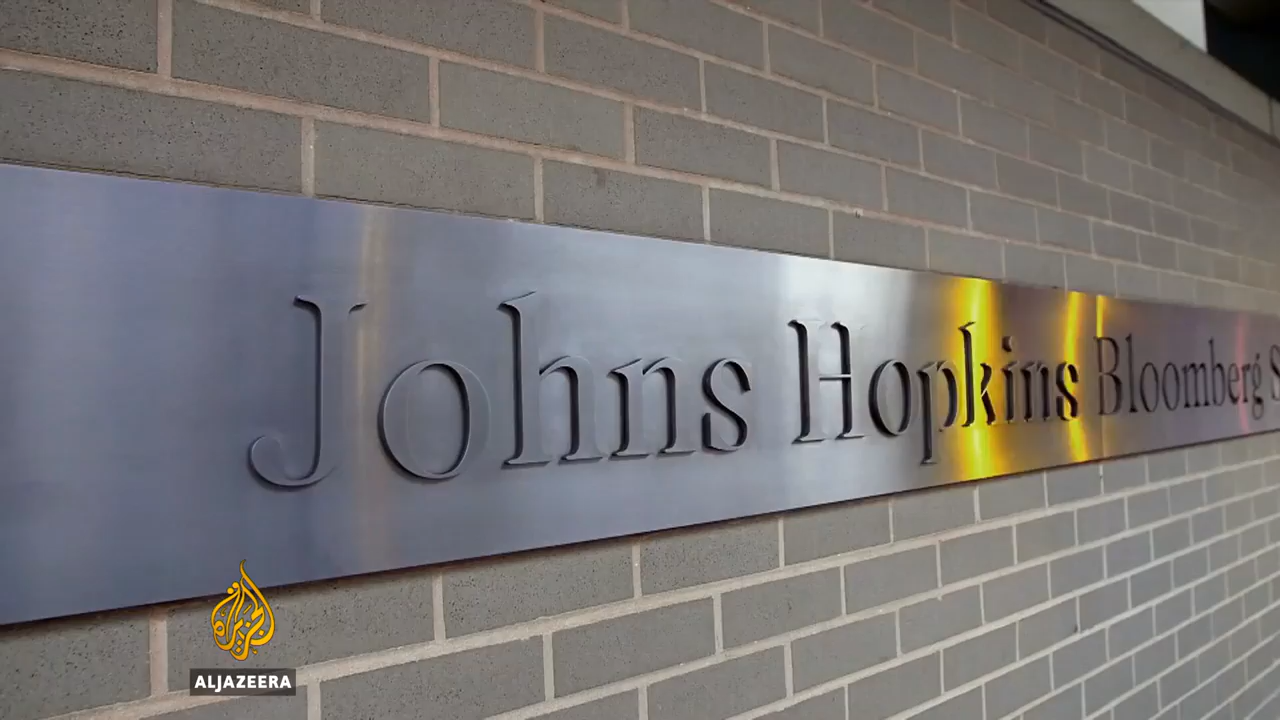 Johns Hopkins Bloomberg S
الجزيرة
ALJAZEERA